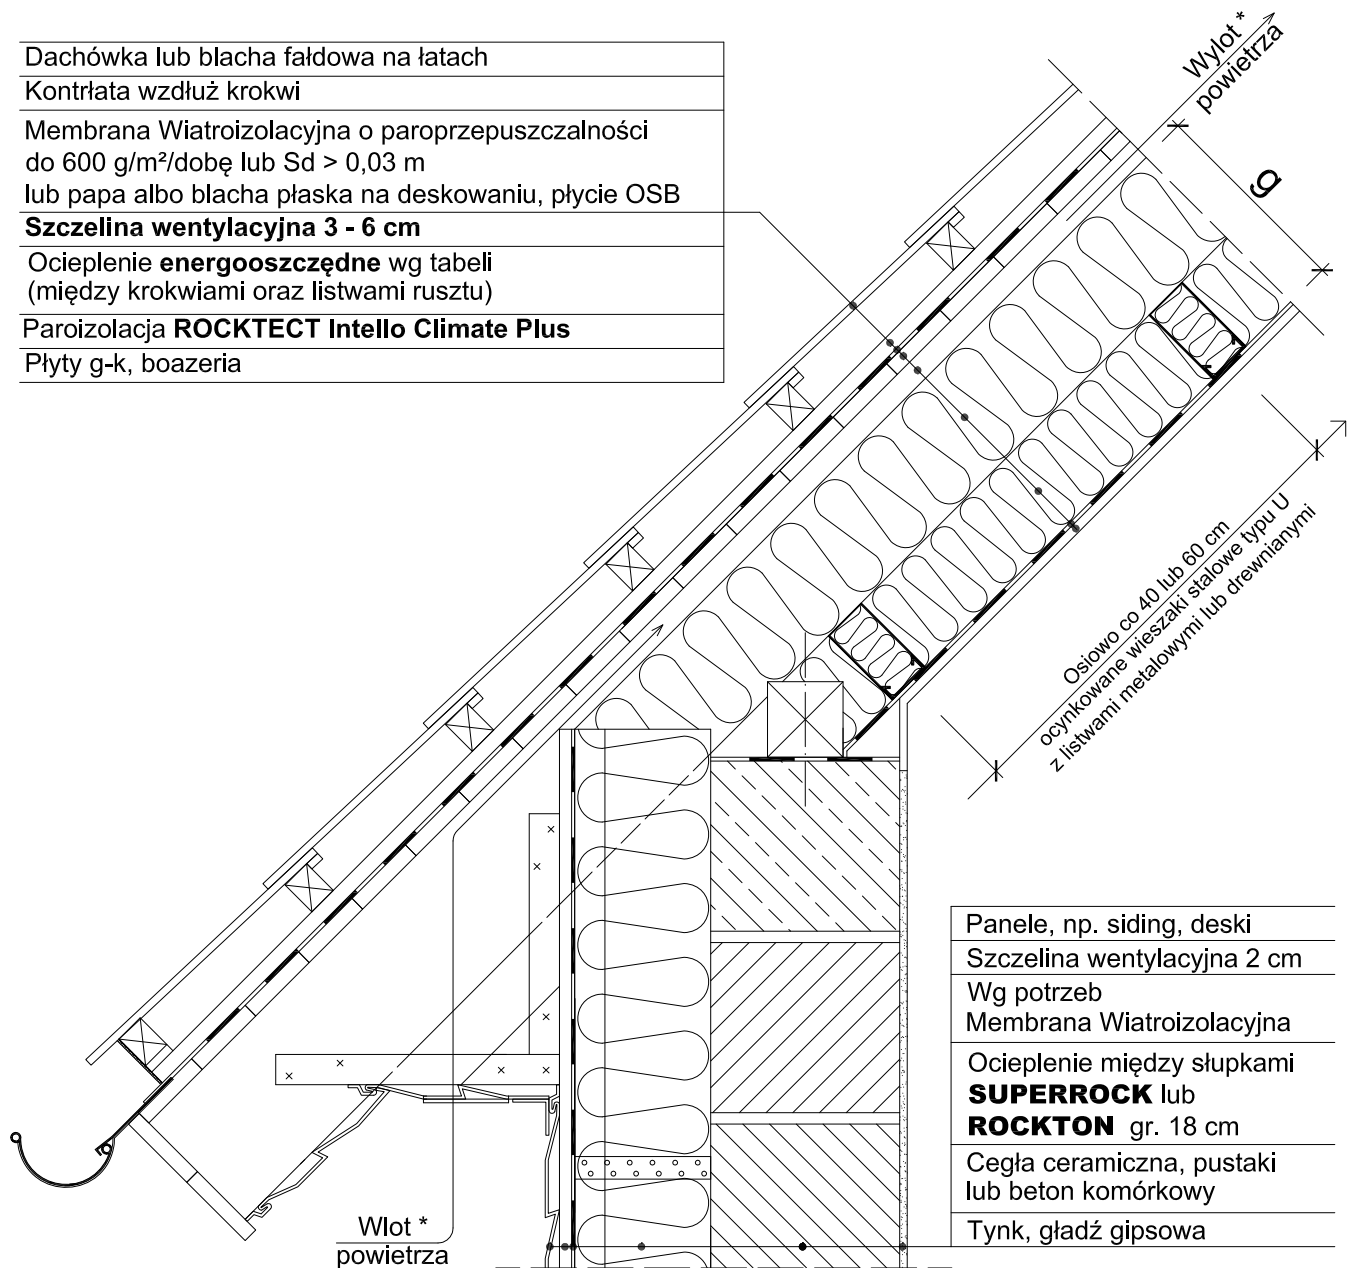 Dachówka lub blacha fałdowa na łatach
Kontrłata wzdłuż krokwi
Membrana Wiatroizolacyjna o paroprzepuszczalności
do 600 g/m²/dobę lub Sd > 0,03 m
lub papa albo blacha płaska na deskowaniu, płycie OSB
Szczelina wentylacyjna 3 - 6 cm
Ocieplenie energooszczędne wg tabeli
(między krokwiami oraz listwami rusztu)
Paroizolacja ROCKTECT Intello Climate Plus
Płyty g-k, boazeria
Wylot *
powietrza
g
Osiowo co 40 lub 60 cm
ocynkowane wieszaki stalowe typu U
z listwami metalowymi lub drewnianymi
Panele, np. siding, deski
Szczelina wentylacyjna 2 cm
Wg potrzeb
Membrana Wiatroizolacyjna
Ocieplenie między słupkami
SUPERROCK lub
ROCKTON gr. 18 cm
Cegła ceramiczna, pustaki
lub beton komórkowy
Tynk, gładź gipsowa
Wlot *
powietrza